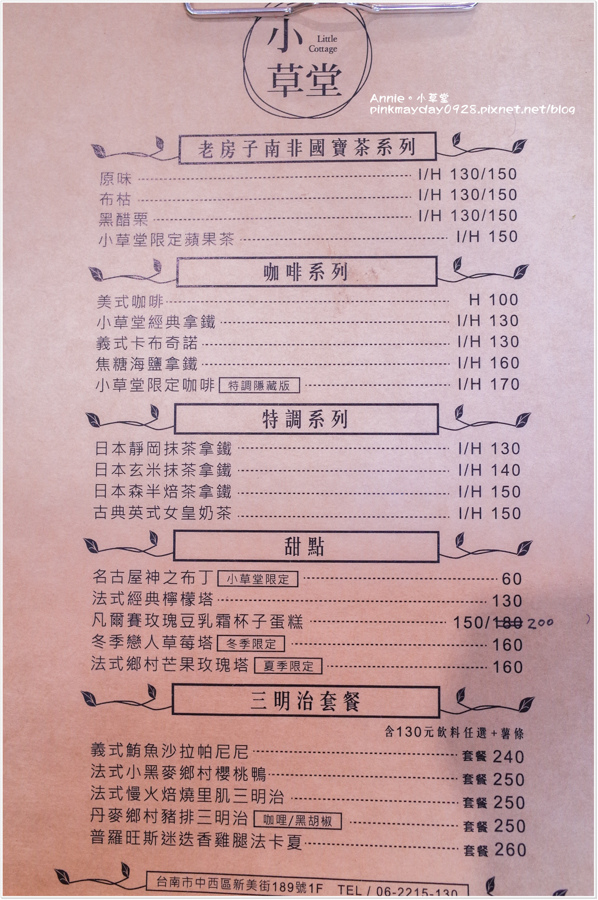 小
Little
Cottage
草堂
Annie。小草堂
pinkmayday0928.pixnet.net/blog
老房子南非國寶茶系列
原味 I/H 130/150
布枯 I/H 130/150
黑醋栗 I/H 130/150
小草堂限定蘋果茶 I/H 150
咖啡系列
美式咖啡 H 100
小草堂經典拿鐵 I/H 130
義式卡布奇諾 I/H 130
焦糖海鹽拿鐵 I/H 160
小草堂限定咖啡 特調隱藏版 I/H 170
特調系列
日本靜岡抹茶拿鐵 I/H 130
日本玄米抹茶拿鐵 I/H 140
日本森半焙茶拿鐵 I/H 150
古典英式女皇奶茶 I/H 150
甜點
名古屋神之布丁 小草堂限定 60
法式經典檸檬塔 130
凡爾賽玫瑰豆乳霜杯子蛋糕 150/180 200
冬季戀人草莓塔 冬季限定 160
法式鄉村芒果玫瑰塔 夏季限定 160
三明治套餐
含130元飲料任選+薯條
義式鮪魚沙拉帕尼尼 套餐 240
法式小黑麥鄉村櫻桃鴨 套餐 250
法式慢火焙燒里肌三明治 套餐 250
丹麥鄉村豬排三明治 咖哩/黑胡椒 套餐 250
普羅旺斯迷迭香雞腿法卡夏 套餐 260
台南市中西區新美街189號1F TEL / 06-2215-130